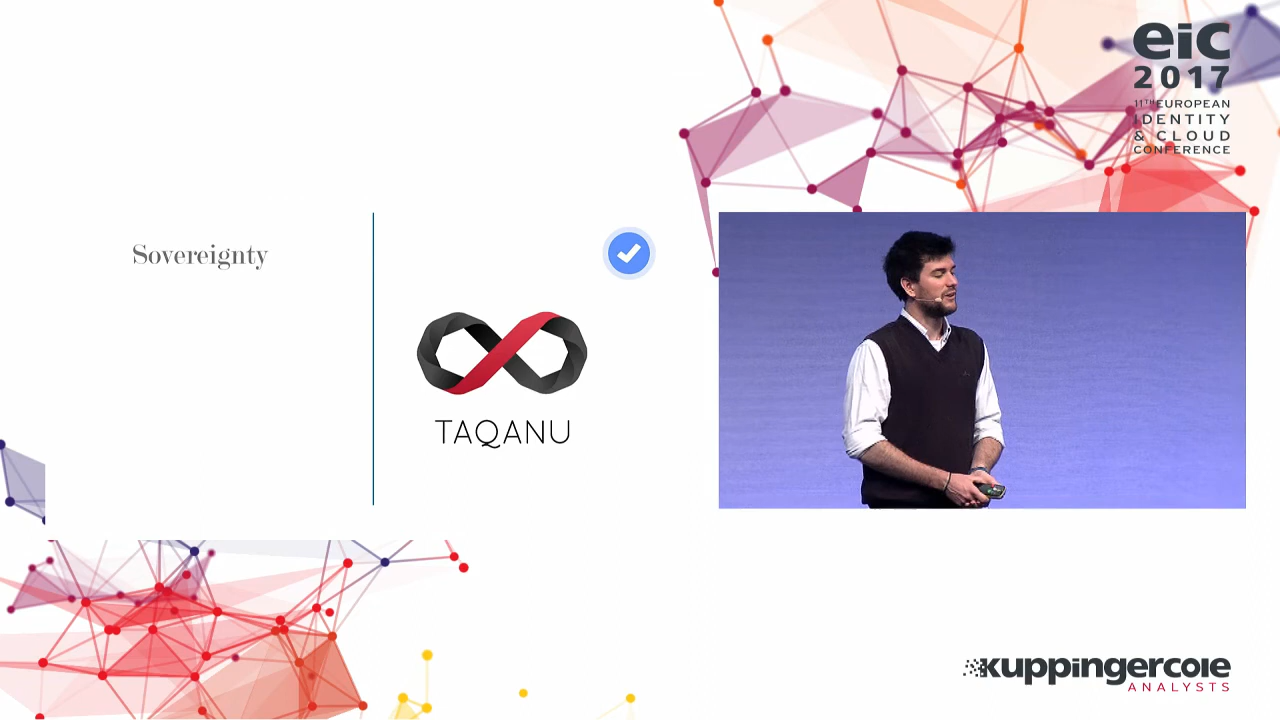 eic
2017
11TH EUROPEAN
IDENTITY
& CLOUD
CONFERENCE
Sovereignty
TAQANU
kuppingercole
ANALYSTS